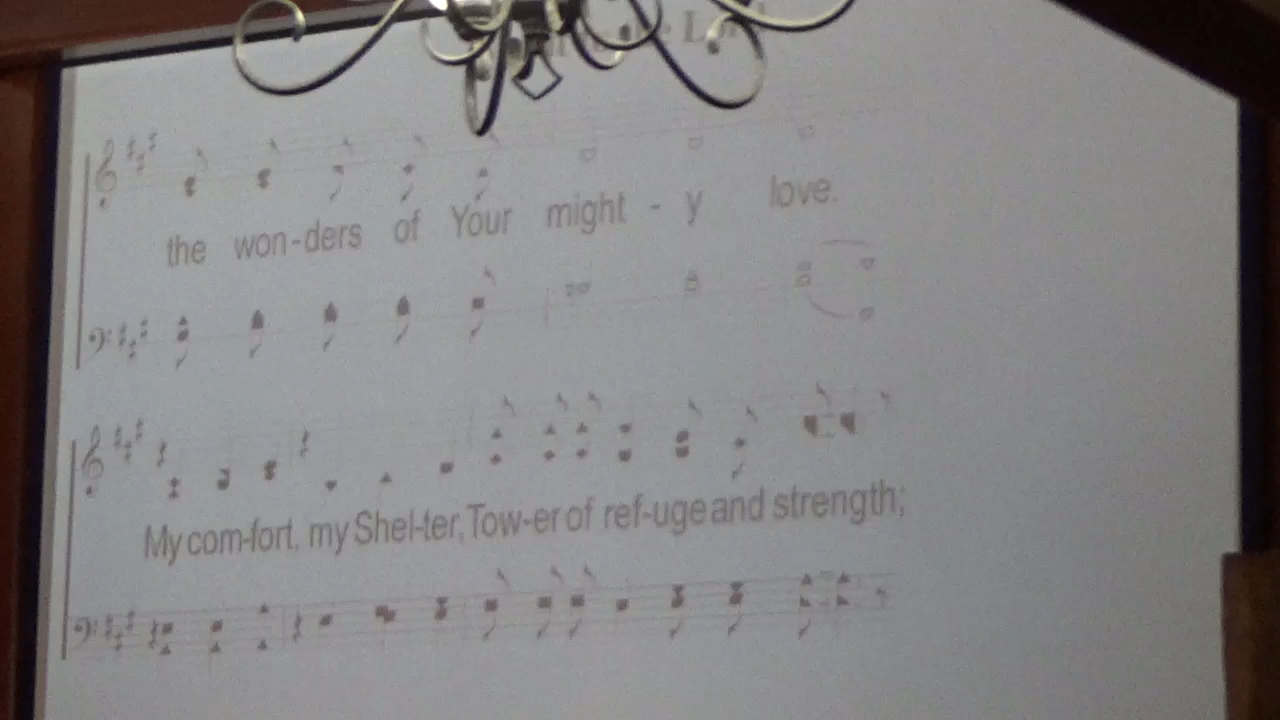 the won-ders of Your might - y love.
My com-fort, my Shel-ter, Tow-er of ref-uge and strength;